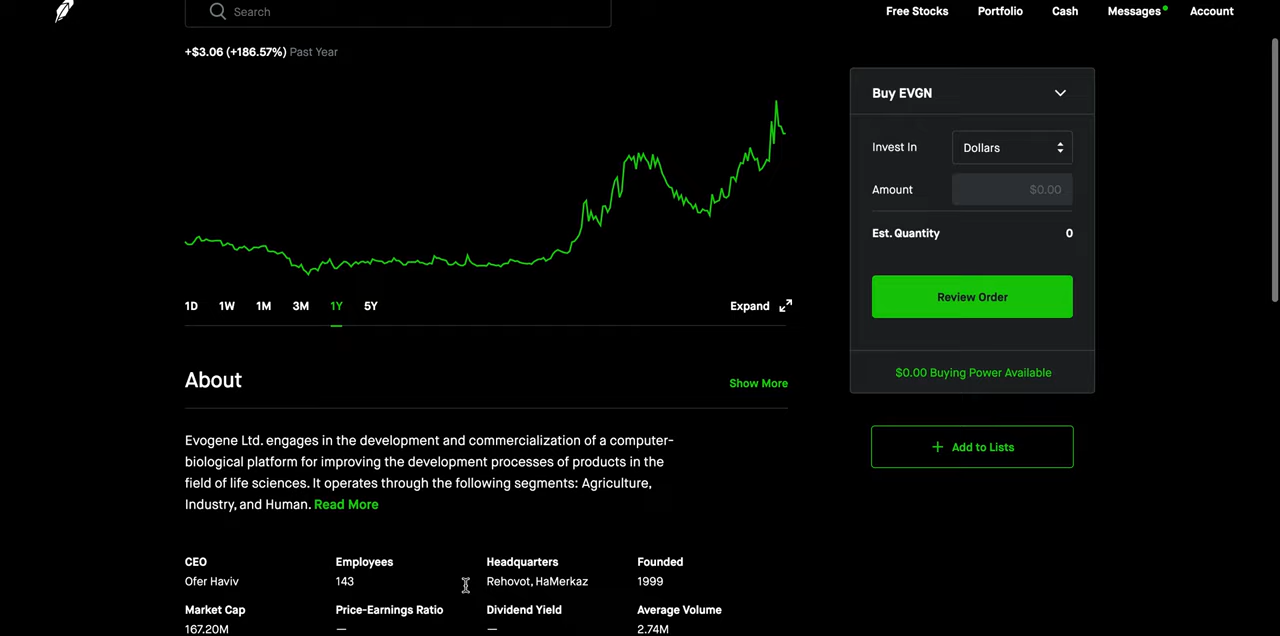 Search
Free Stocks Portfolio Cash Messages Account
+$3.06 (+186.57%) Past Year
Buy EVGN
Invest In Dollars
Amount $0.00
Est. Quantity 0
Review Order
$0.00 Buying Power Available
Add to Lists
1D 1W 1M 3M 1Y 5Y Expand
About Show More
Evogene Ltd. engages in the development and commercialization of a computer-
biological platform for improving the development processes of products in the
field of life sciences. It operates through the following segments: Agriculture,
Industry, and Human. Read More
CEO Employees Headquarters Founded
Ofer Haviv 143 Rehovot, HaMerkaz 1999
Market Cap Price-Earnings Ratio Dividend Yield Average Volume
167.20M — — 2.74M